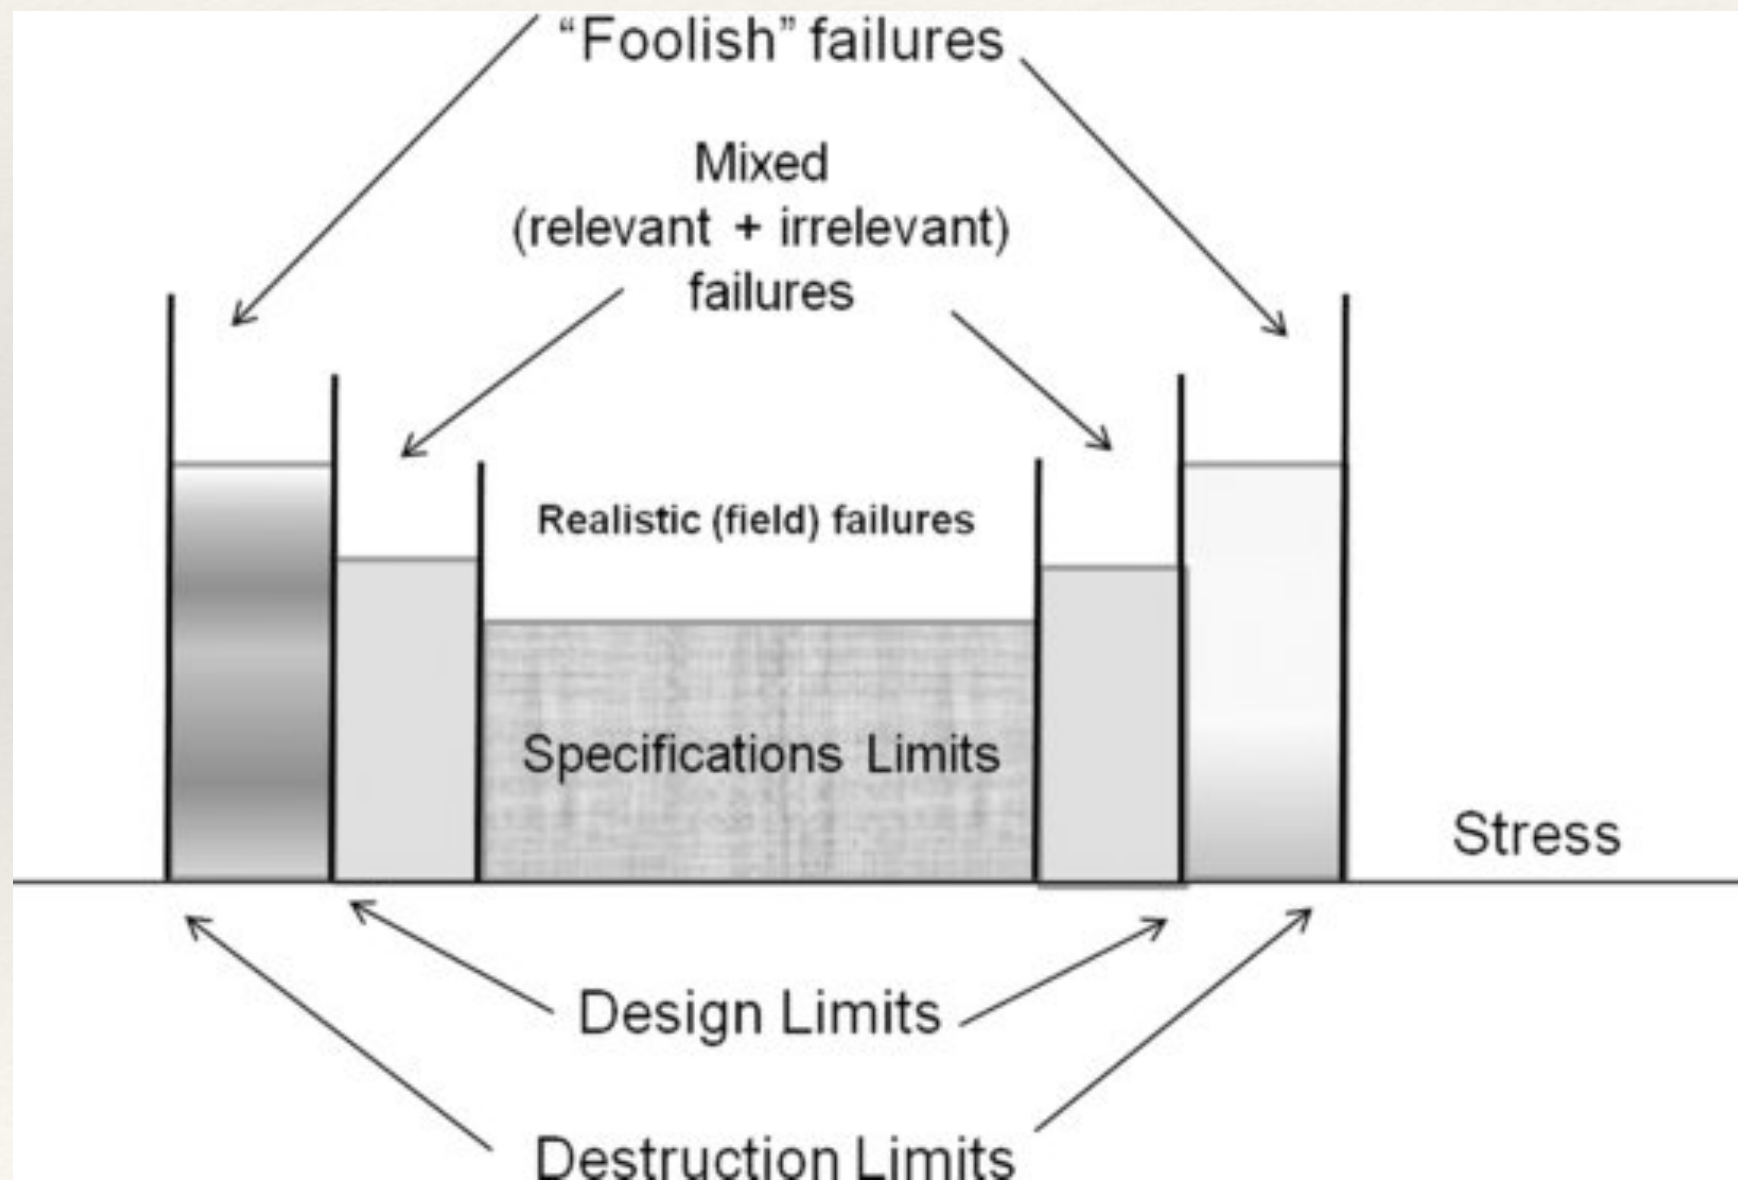 “Foolish” failures
Mixed
(relevant + irrelevant)
failures
Realistic (field) failures
Specifications Limits
Stress
Design Limits
Destruction Limits